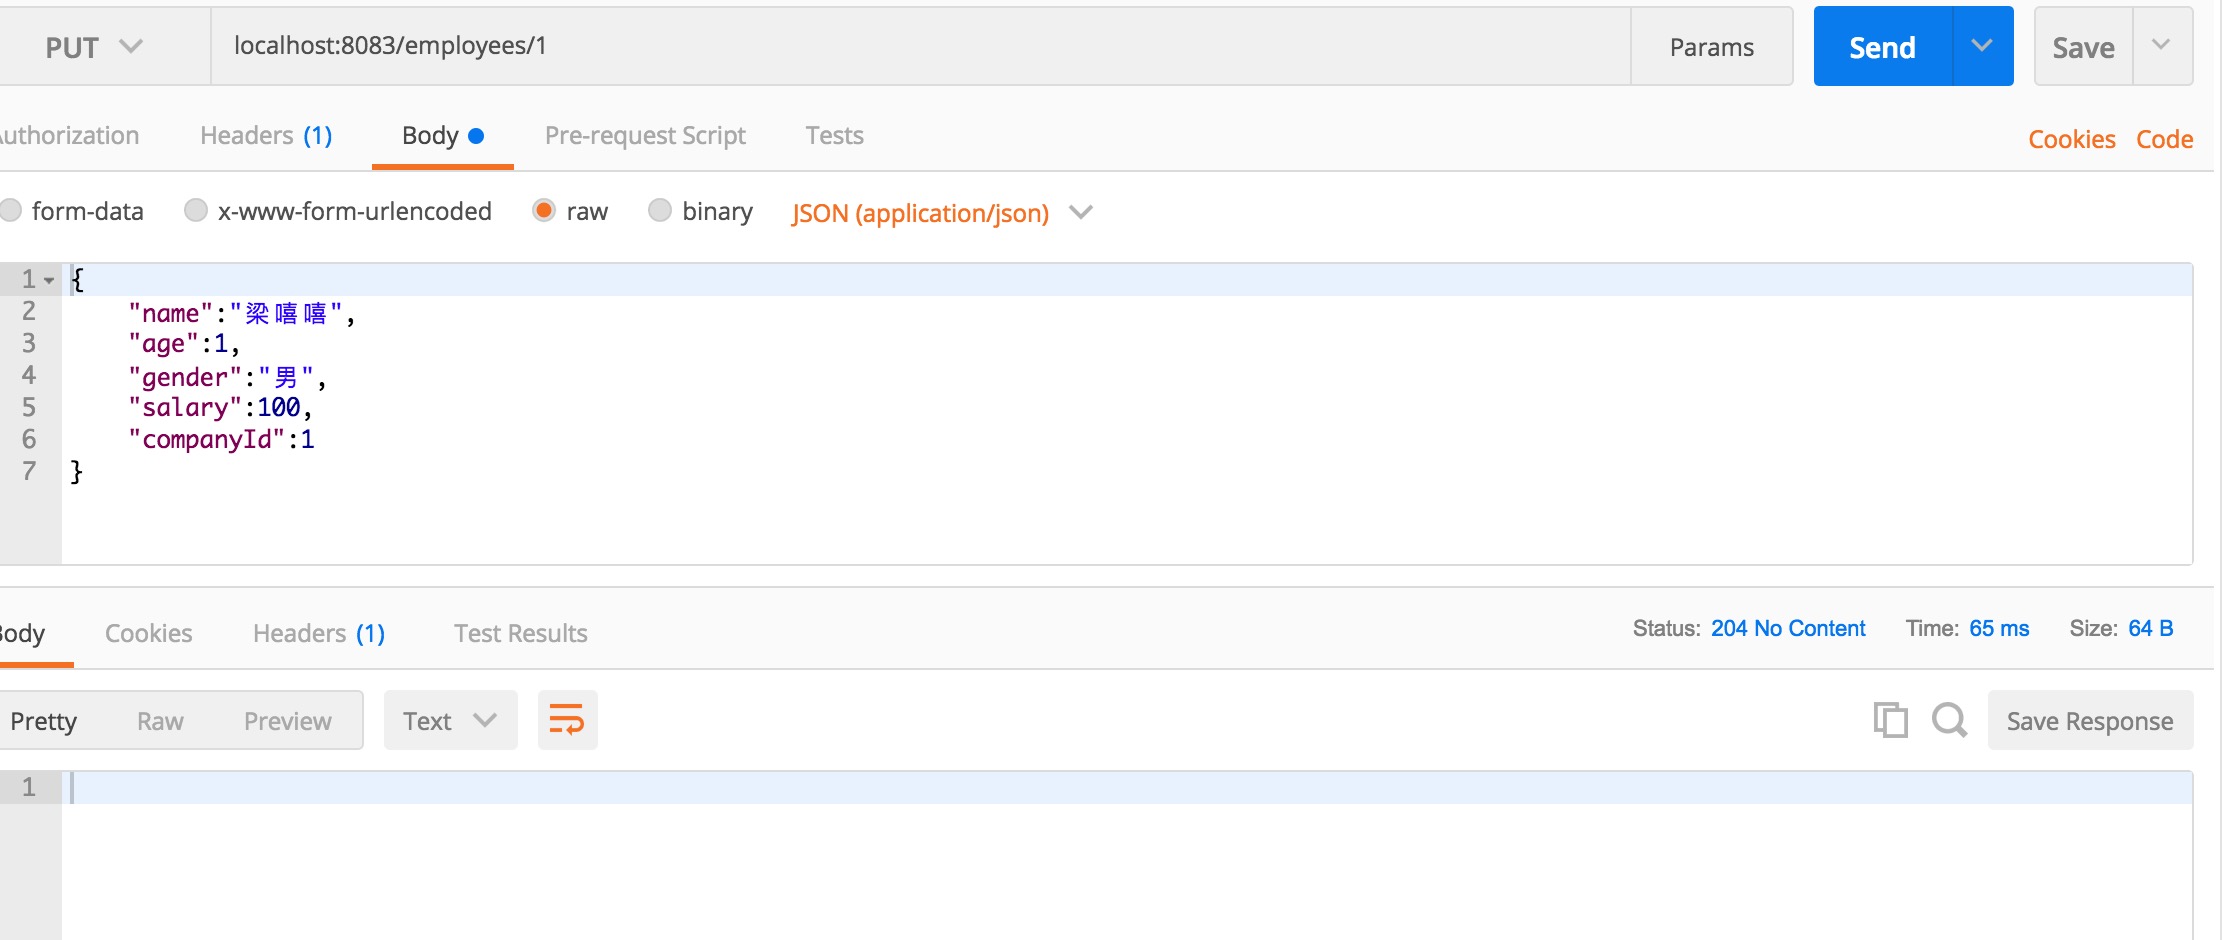 PUT localhost:8083/employees/1 Params Send Save
uthorization Headers (1) Body Pre-request Script Tests Cookies Code
form-data x-www-form-urlencoded raw binary JSON (application/json)
1 {
2 "name":"梁嘻嘻",
3 "age":1,
4 "gender":"男",
5 "salary":100,
6 "companyId":1
7 }
Body Cookies Headers (1) Test Results Status: 204 No Content Time: 65 ms Size: 64 B
Pretty Raw Preview Text Save Response
1